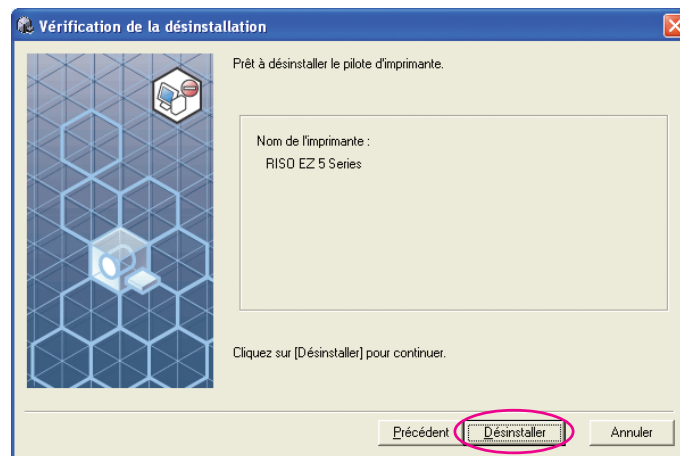 Vérification de la désinstallation
Prêt à désinstaller le pilote d'imprimante.
Nom de l'imprimante :
RISO EZ 5 Series
Cliquez sur [Désinstaller] pour continuer.
Précédent Désinstaller Annuler